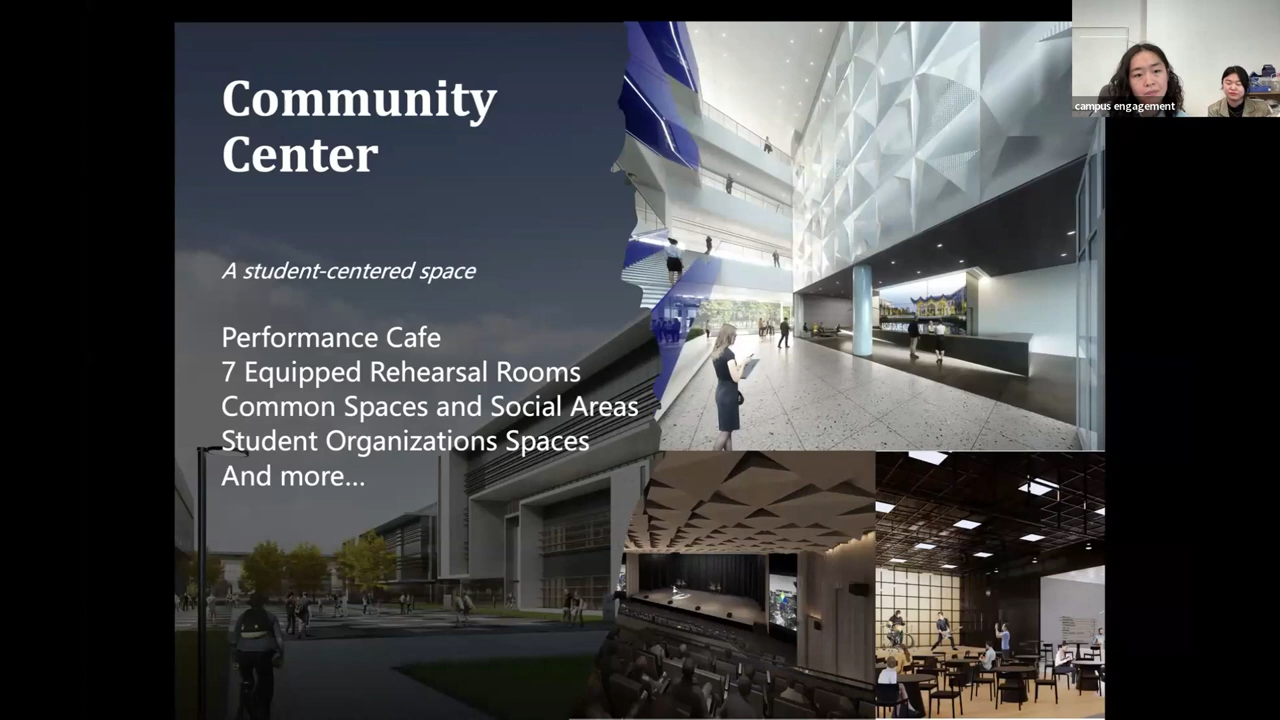 Community
Center
A student-centered space
Performance Cafe
7 Equipped Rehearsal Rooms
Common Spaces and Social Areas
Student Organizations Spaces
And more...
campus engagement